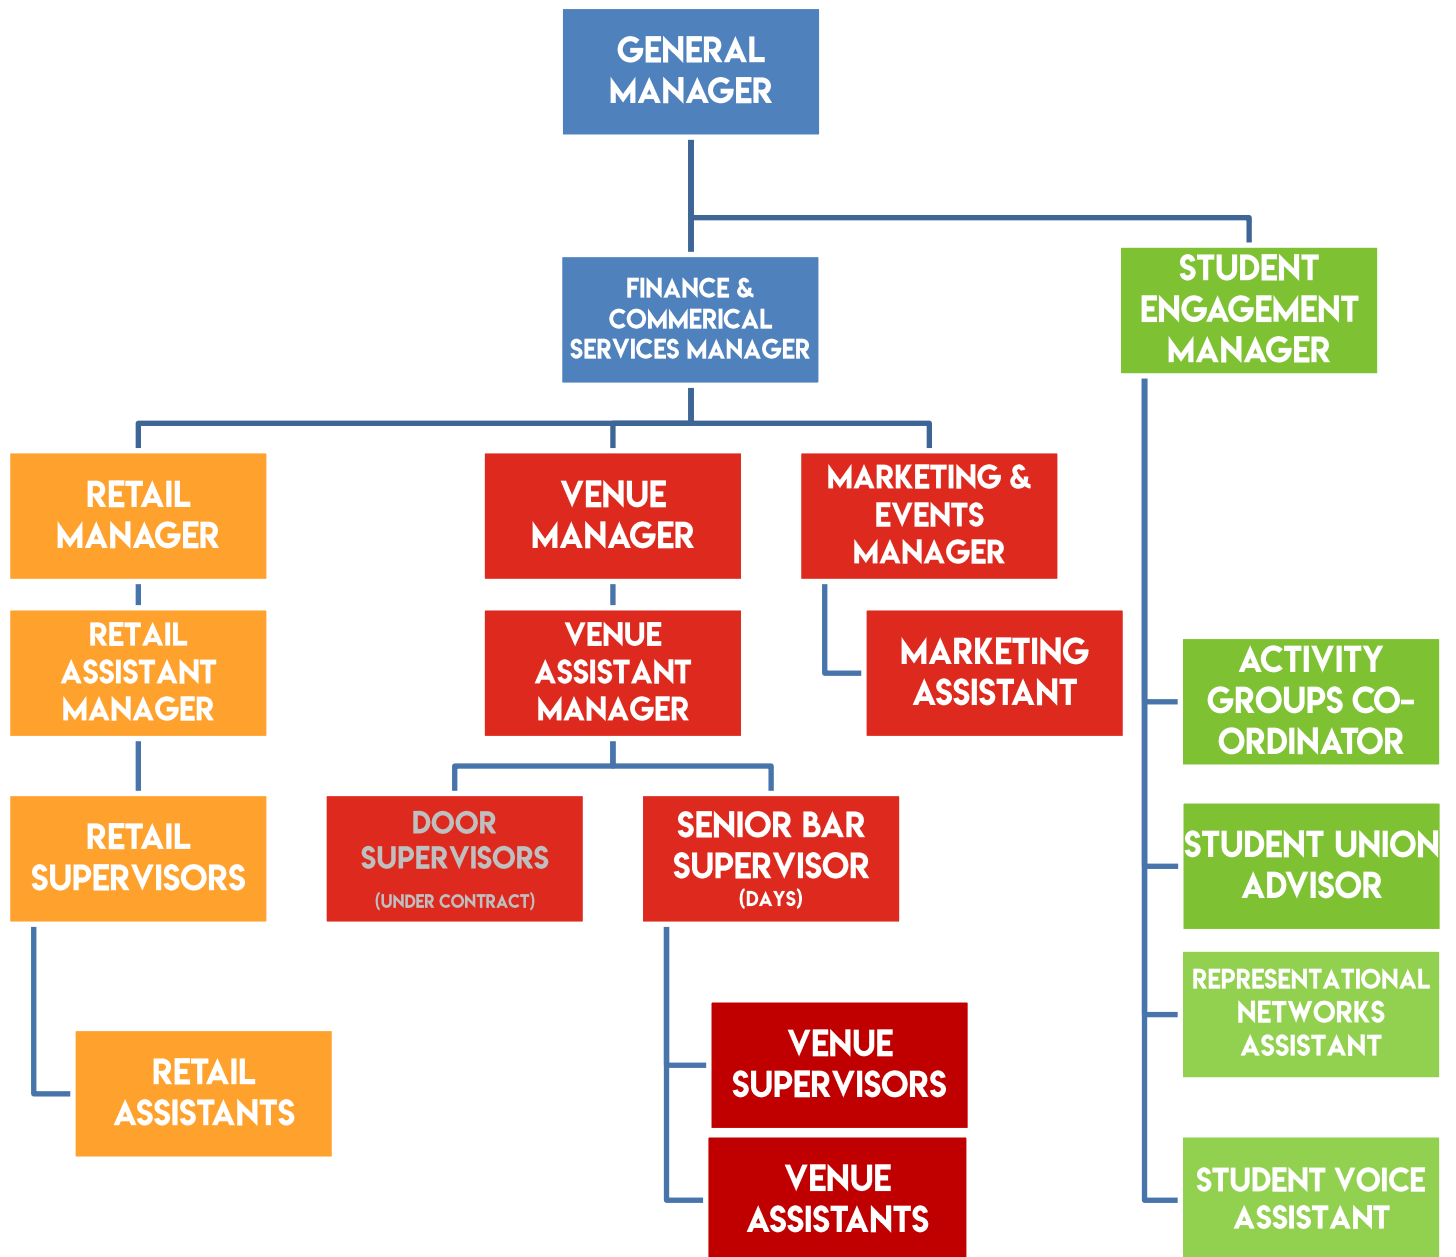 GENERAL
MANAGER
FINANCE &
COMMERICAL
SERVICES MANAGER
STUDENT
ENGAGEMENT
MANAGER
RETAIL
MANAGER
VENUE
MANAGER
MARKETING &
EVENTS
MANAGER
RETAIL
ASSISTANT
MANAGER
VENUE
ASSISTANT
MANAGER
MARKETING
ASSISTANT
ACTIVITY
GROUPS CO-
ORDINATOR
RETAIL
SUPERVISORS
DOOR
SUPERVISORS
(UNDER CONTRACT)
SENIOR BAR
SUPERVISOR
(DAYS)
STUDENT UNION
ADVISOR
REPRESENTATIONAL
NETWORKS
ASSISTANT
RETAIL
ASSISTANTS
VENUE
SUPERVISORS
VENUE
ASSISTANTS
STUDENT VOICE
ASSISTANT